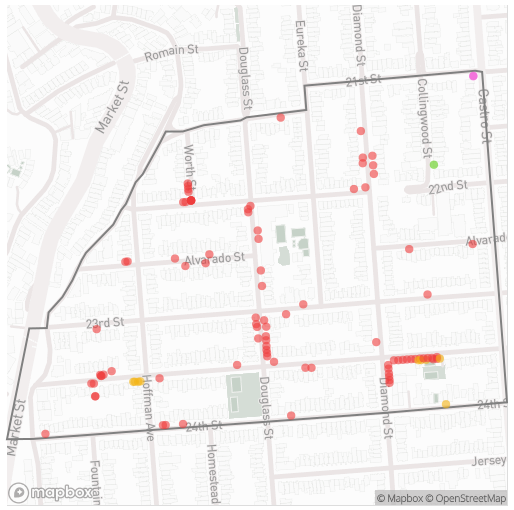 Romain St
Market St
Douglass St
Eureka St
Diamond St
21st St
Collingwood St
Castro St
Worth S
22nd St
Alvarado St
Alvarad
23rd St
Hoffman Ave
Douglass St
Diamond St
24th S
24th St
Market St
Fountain
Homestead
Jersey
mapbox
© Mapbox © OpenStreetMap